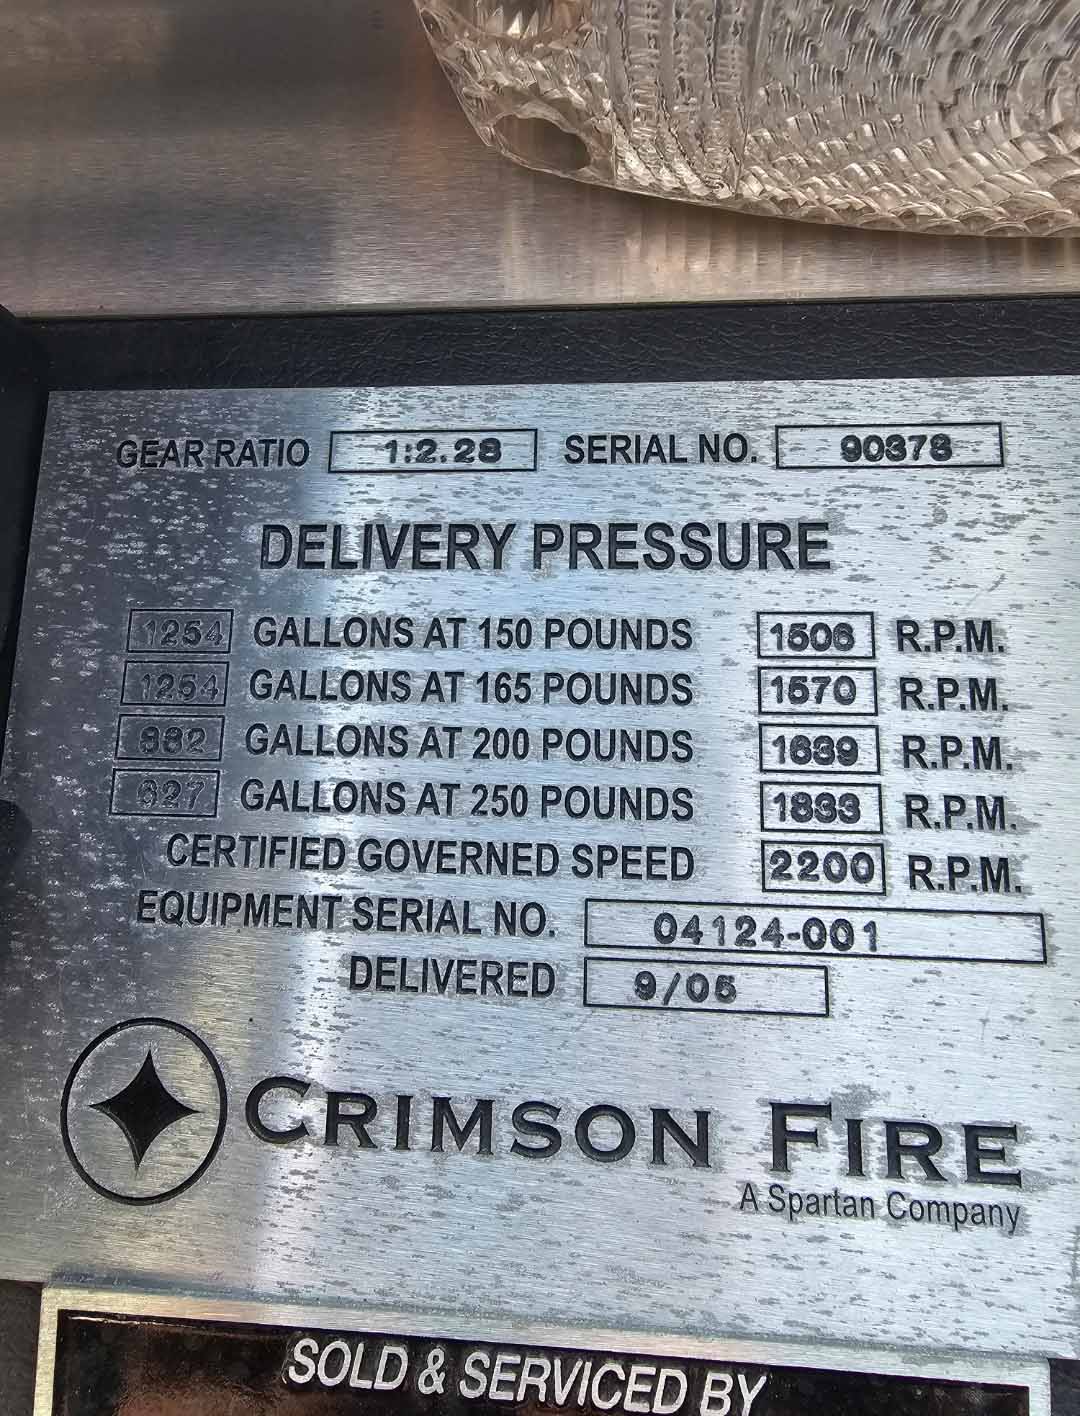 GEAR RATIO 1:2.28 SERIAL NO. 90378
DELIVERY PRESSURE
1254 GALLONS AT 150 POUNDS 1506 R.P.M.
1254 GALLONS AT 165 POUNDS 1570 R.P.M.
882 GALLONS AT 200 POUNDS 1639 R.P.M.
627 GALLONS AT 250 POUNDS 1833 R.P.M.
CERTIFIED GOVERNED SPEED 2200 R.P.M.
EQUIPMENT SERIAL NO. 04124-001
DELIVERED 9/05
CRIMSON FIRE
A Spartan Company
SOLD & SERVICED BY